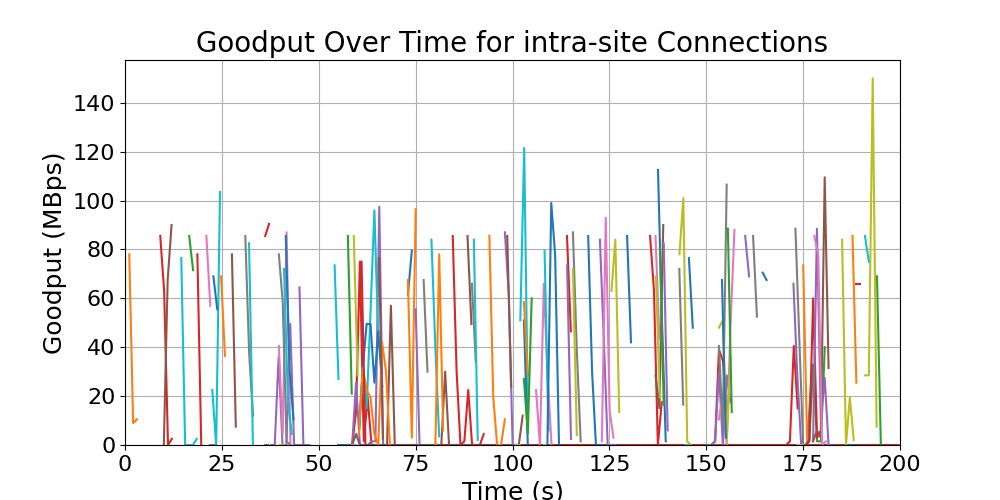 Goodput Over Time for intra-site Connections
Goodput (MBps)
140
120
100
80
60
40
20
0
0 25 50 75 100 125 150 175 200
Time (s)